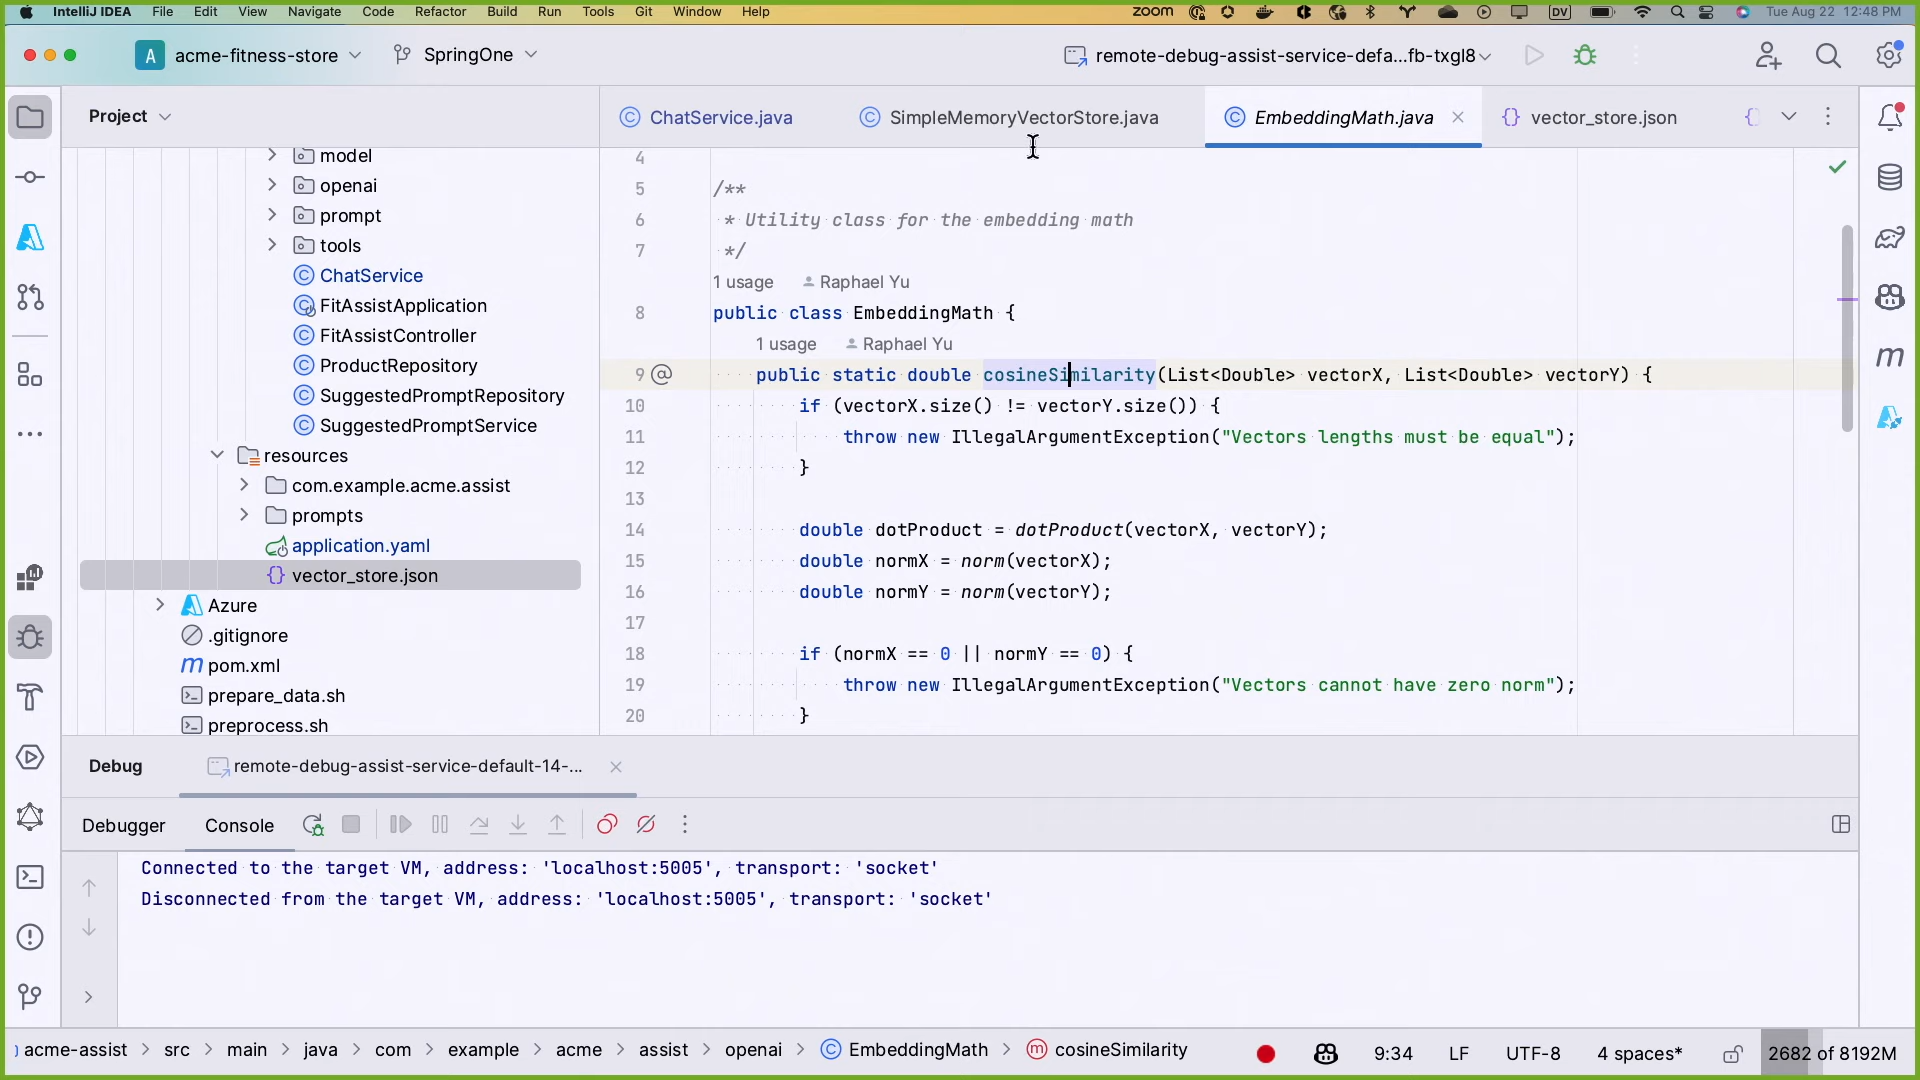 IntelliJ IDEA File Edit View Navigate Code Refactor Build Run Tools Git Window Help zoom DV Tue Aug 22 12:48 PM
A acme-fitness-store SpringOne remote-debug-assist-service-defa...fb-txgl8
Project
ChatService.java SimpleMemoryVectorStore.java EmbeddingMath.java vector_store.json
model
openai
prompt
tools
ChatService
FitAssistApplication
FitAssistController
ProductRepository
SuggestedPromptRepository
SuggestedPromptService
resources
com.example.acme.assist
prompts
application.yaml
vector_store.json
Azure
.gitignore
pom.xml
prepare_data.sh
preprocess.sh
4
5 /**
6 * Utility class for the embedding math
7 */
1 usage Raphael Yu
8 public class EmbeddingMath {
1 usage Raphael Yu
9 @ public static double cosineSimilarity(List<Double> vectorX, List<Double> vectorY) {
10 if (vectorX.size() != vectorY.size()) {
11 throw new IllegalArgumentException("Vectors lengths must be equal");
12 }
13
14 double dotProduct = dotProduct(vectorX, vectorY);
15 double normX = norm(vectorX);
16 double normY = norm(vectorY);
17
18 if (normX == 0 || normY == 0) {
19 throw new IllegalArgumentException("Vectors cannot have zero norm");
20 }
Debug remote-debug-assist-service-default-14-...
Debugger Console
Connected to the target VM, address: 'localhost:5005', transport: 'socket'
Disconnected from the target VM, address: 'localhost:5005', transport: 'socket'
acme-assist > src > main > java > com > example > acme > assist > openai > EmbeddingMath > cosineSimilarity 9:34 LF UTF-8 4 spaces* 2682 of 8192M